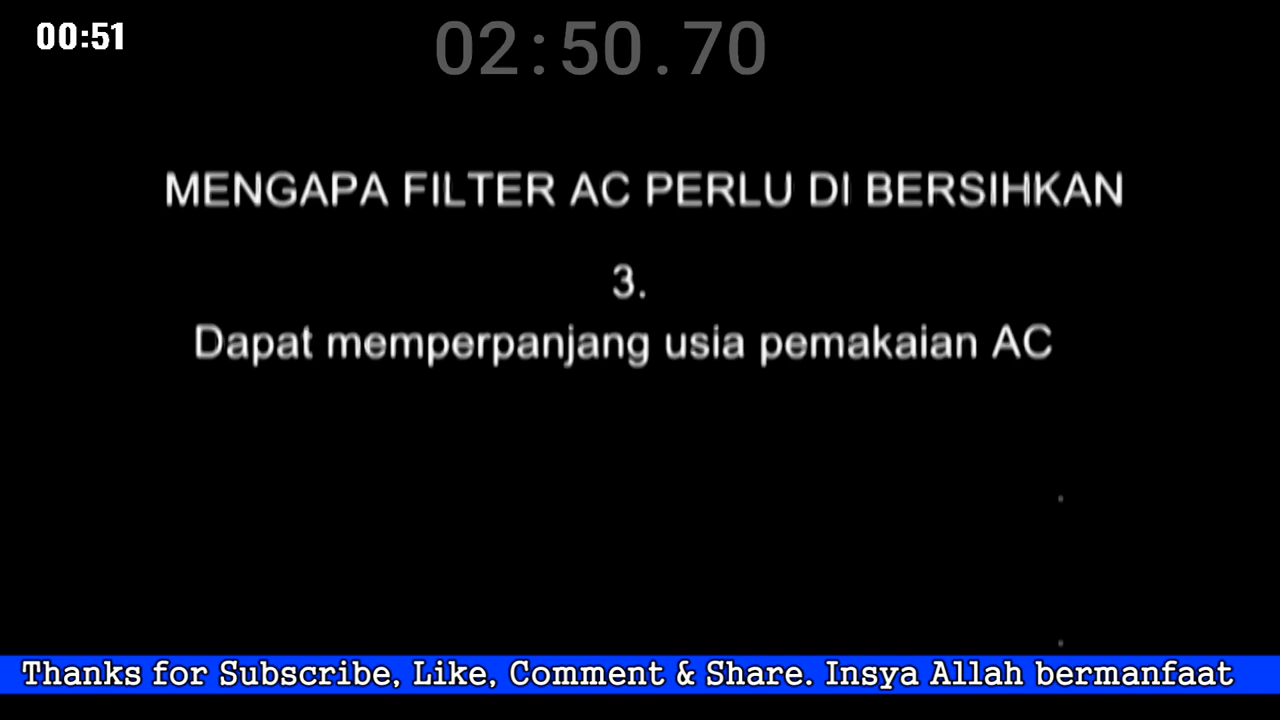 00:51
02:50.70
MENGAPA FILTER AC PERLU DI BERSIHKAN
3.
Dapat memperpanjang usia pemakaian AC
Thanks for Subscribe, Like, Comment & Share. Insya Allah bermanfaat